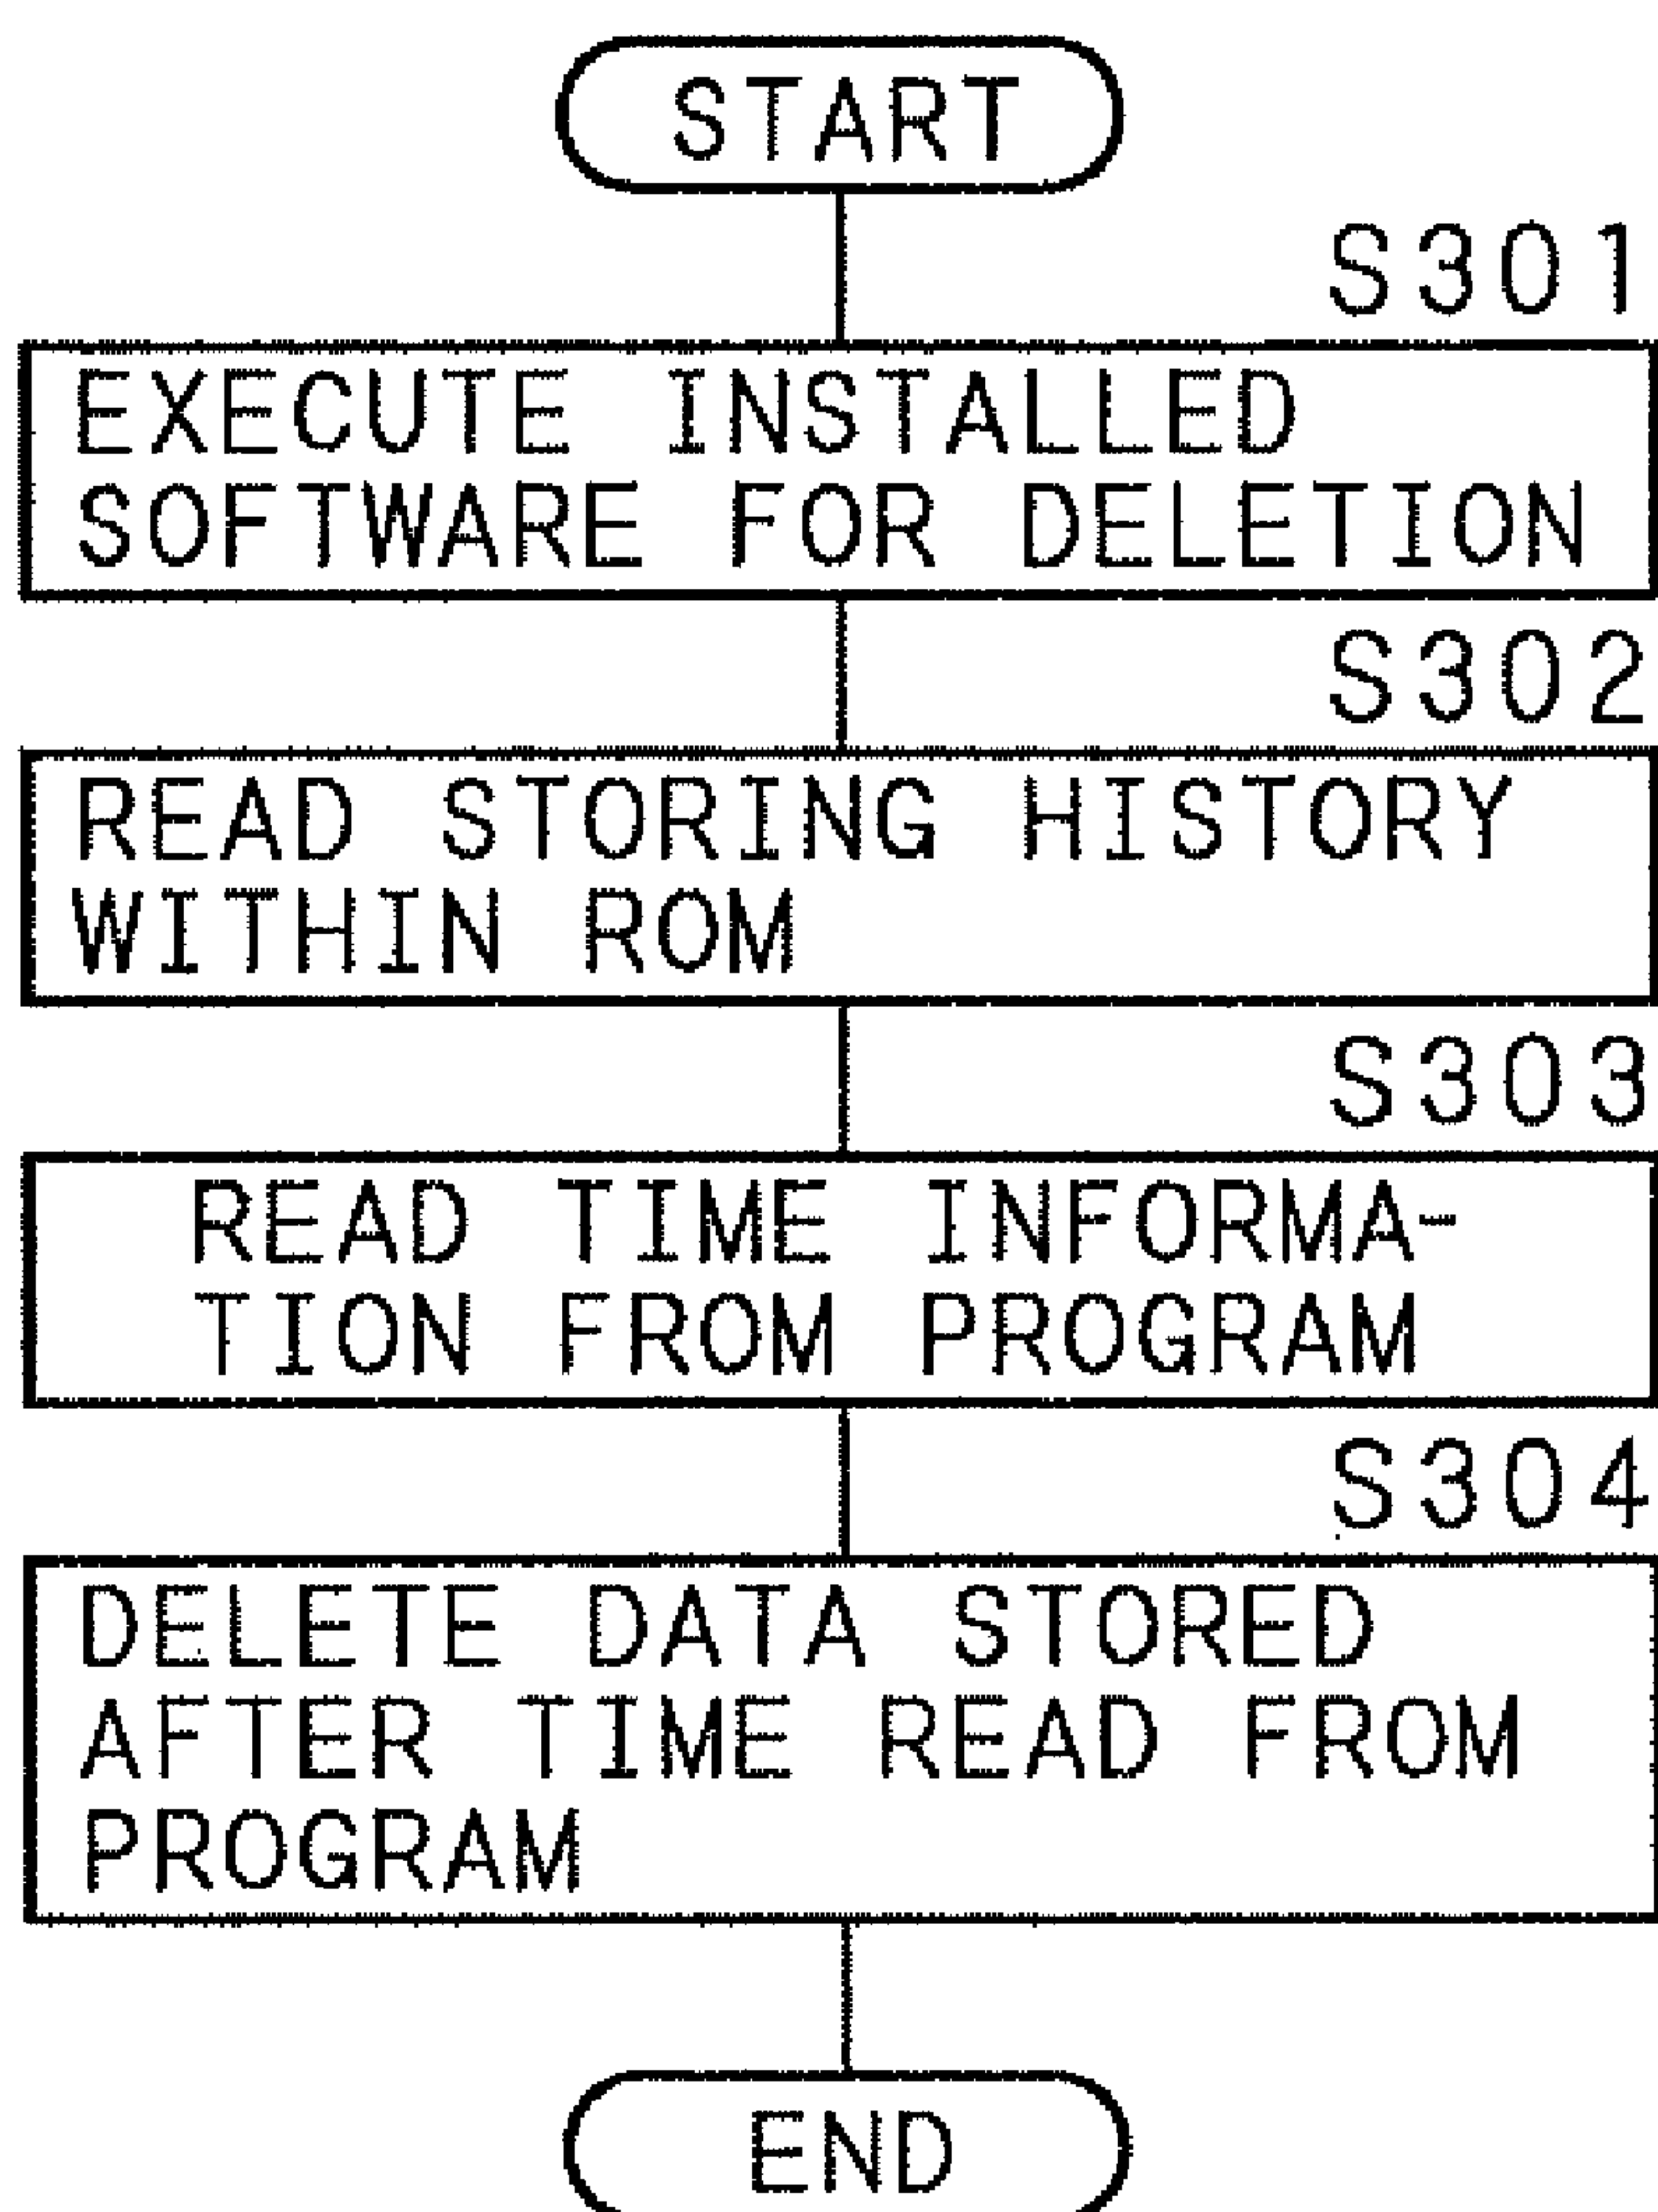 START
S301
EXECUTE INSTALLED
SOFTWARE FOR DELETION
S302
READ STORING HISTORY
WITHIN ROM
S303
READ TIME INFORMA-
TION FROM PROGRAM
S304
DELETE DATA STORED
AFTER TIME READ FROM
PROGRAM
END